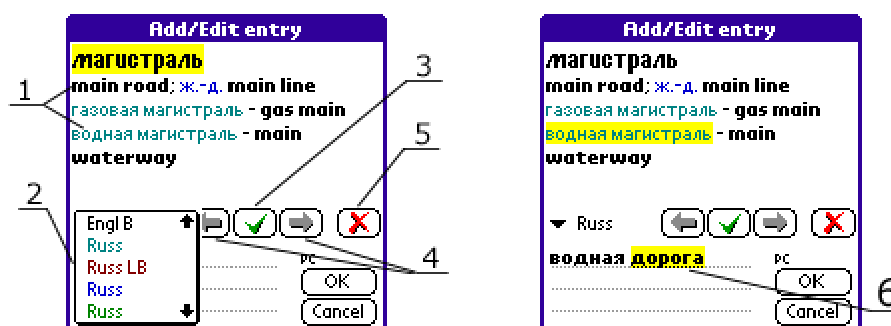 Add/Edit entry
магистраль
main road; ж.-д. main line
газовая магистраль - gas main
водная магистраль - main
waterway
1
2
3
4
5
Engl B
Russ
Russ LB
Russ
Russ
PC
OK
Cancel
Add/Edit entry
магистраль
main road; ж.-д. main line
газовая магистраль - gas main
водная магистраль - main
waterway
Russ
водная дорога
PC
OK
Cancel
6